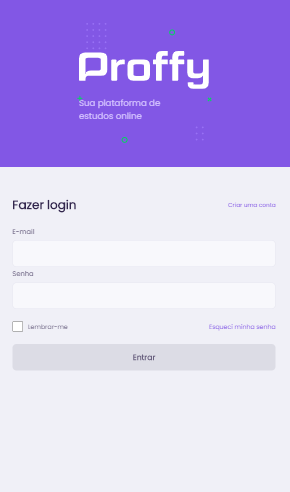 Proffy
Sua plataforma de
estudos online
Fazer login
Criar uma conta
E-mail
Senha
Lembrar-me
Esqueci minha senha
Entrar